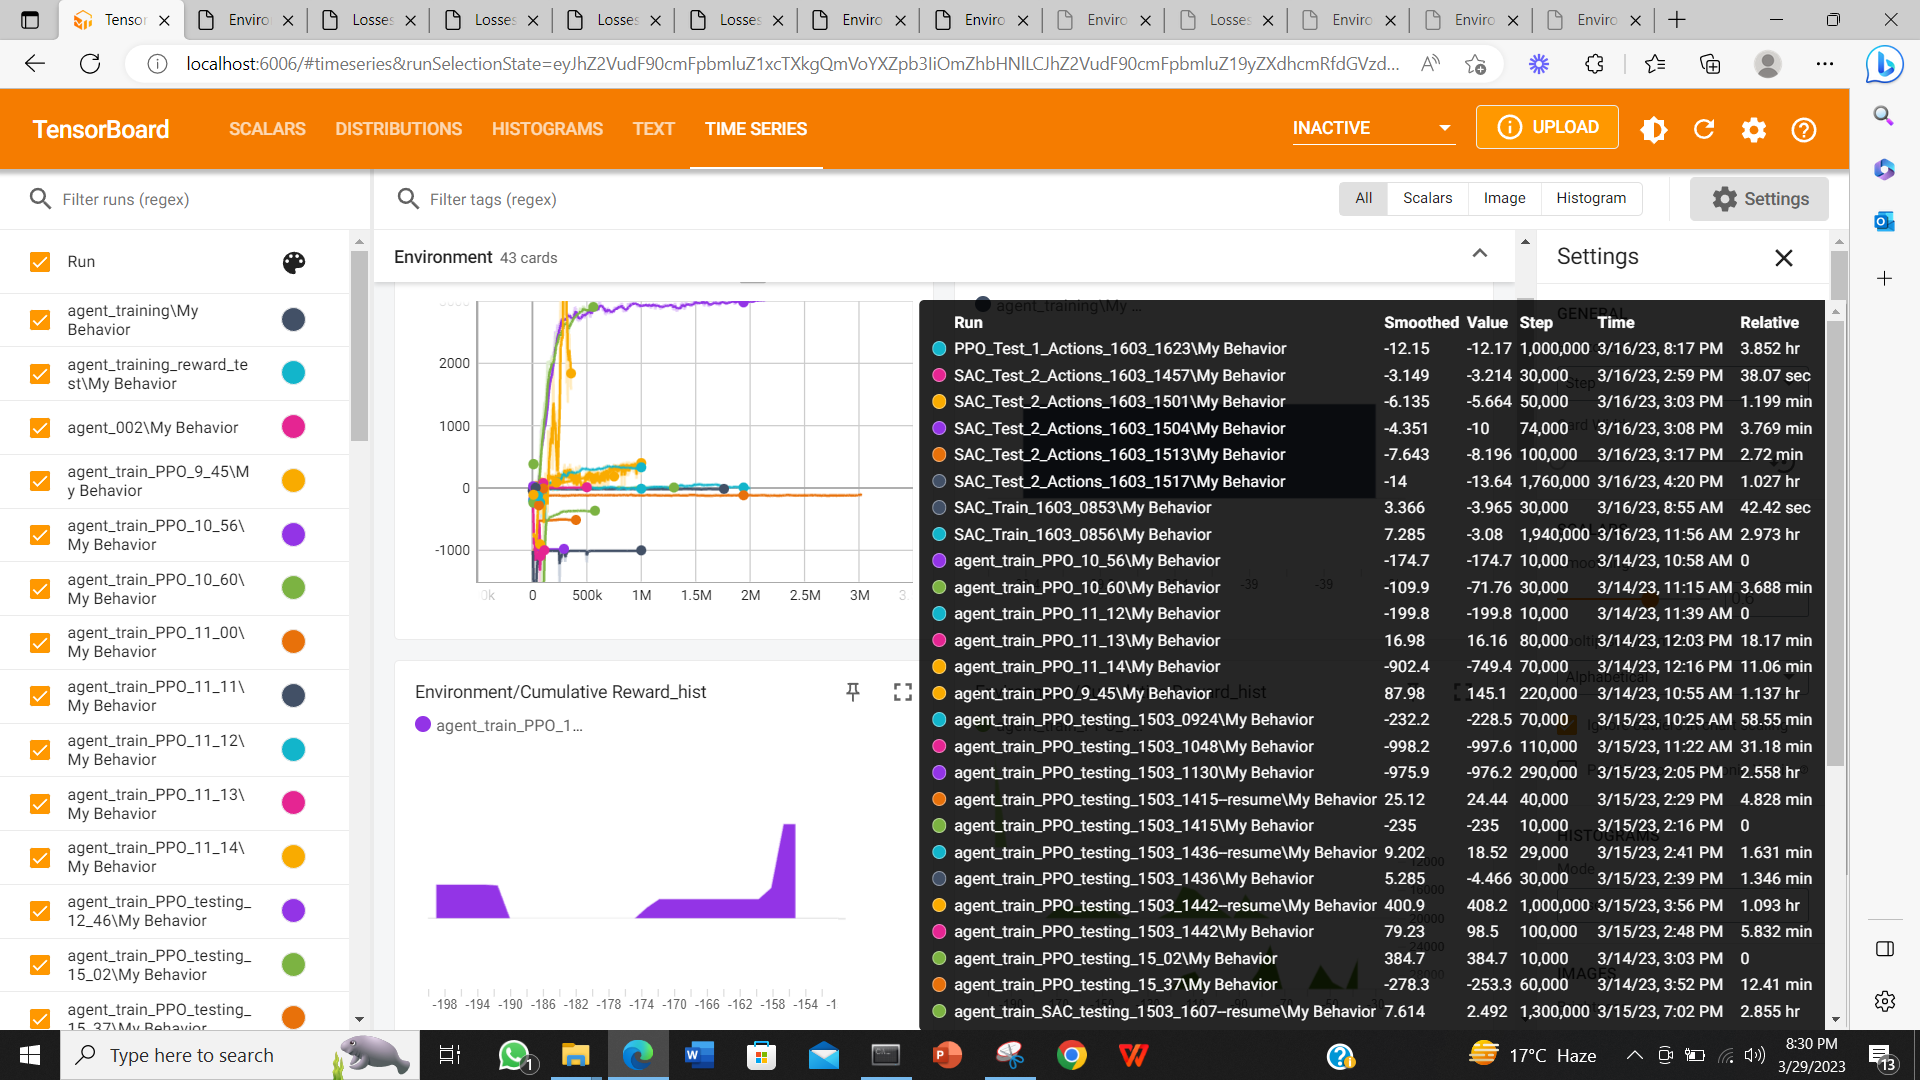 Tensor
Enviro
Losses
Losses
Losses
Losses
Enviro
Enviro
Enviro
Losses
Enviro
Enviro
Enviro
localhost:6006/#timeseries&runSelectionState=eyJhZ2VudF90cmFpbmluZ1xcTXkgQmVoYXZpb3IiOmZhbHNlLCJhZ2VudF90cmFpbmluZ19yZXdhcmRfdGVzd...
TensorBoard
SCALARS
DISTRIBUTIONS
HISTOGRAMS
TEXT
TIME SERIES
INACTIVE
UPLOAD
Filter runs (regex)
Filter tags (regex)
All
Scalars
Image
Histogram
Settings
Run
agent_training\My
Behavior
agent_training_reward_te
st\My Behavior
agent_002\My Behavior
agent_train_PPO_9_45\M
y Behavior
agent_train_PPO_10_56\
My Behavior
agent_train_PPO_10_60\
My Behavior
agent_train_PPO_11_00\
My Behavior
agent_train_PPO_11_11\
My Behavior
agent_train_PPO_11_12\
My Behavior
agent_train_PPO_11_13\
My Behavior
agent_train_PPO_11_14\
My Behavior
agent_train_PPO_testing_
12_46\My Behavior
agent_train_PPO_testing_
15_02\My Behavior
agent_train_PPO_testing_
15_37\My Behavior
Environment 43 cards
Settings
2000
1000
0
-1000
0 500k 1M 1.5M 2M 2.5M 3M
Environment/Cumulative Reward_hist
agent_train_PPO_1...
-198 -194 -190 -186 -182 -178 -174 -170 -166 -162 -158 -154 -1
agent_training\My ...
GENERAL
Run Smoothed Value Step Time Relative
PPO_Test_1_Actions_1603_1623\My Behavior -12.15 -12.17 1,000,000 3/16/23, 8:17 PM 3.852 hr
SAC_Test_2_Actions_1603_1457\My Behavior -3.149 -3.214 30,000 3/16/23, 2:59 PM 38.07 sec
SAC_Test_2_Actions_1603_1501\My Behavior -6.135 -5.664 50,000 3/16/23, 3:03 PM 1.199 min
SAC_Test_2_Actions_1603_1504\My Behavior -4.351 -10 74,000 3/16/23, 3:08 PM 3.769 min
SAC_Test_2_Actions_1603_1513\My Behavior -7.643 -8.196 100,000 3/16/23, 3:17 PM 2.72 min
SAC_Test_2_Actions_1603_1517\My Behavior -14 -13.64 1,760,000 3/16/23, 4:20 PM 1.027 hr
SAC_Train_1603_0853\My Behavior 3.366 -3.965 30,000 3/16/23, 8:55 AM 42.42 sec
SAC_Train_1603_0856\My Behavior 7.285 -3.08 1,940,000 3/16/23, 11:56 AM 2.973 hr
agent_train_PPO_10_56\My Behavior -174.7 -174.7 10,000 3/14/23, 10:58 AM 0
agent_train_PPO_10_60\My Behavior -109.9 -71.76 30,000 3/14/23, 11:15 AM 3.688 min
agent_train_PPO_11_12\My Behavior -199.8 -199.8 10,000 3/14/23, 11:39 AM 0
agent_train_PPO_11_13\My Behavior 16.98 16.16 80,000 3/14/23, 12:03 PM 18.17 min
agent_train_PPO_11_14\My Behavior -902.4 -749.4 70,000 3/14/23, 12:16 PM 11.06 min
agent_train_PPO_9_45\My Behavior 87.98 145.1 220,000 3/14/23, 10:55 AM 1.137 hr
agent_train_PPO_testing_1503_0924\My Behavior -232.2 -228.5 70,000 3/15/23, 10:25 AM 58.55 min
agent_train_PPO_testing_1503_1048\My Behavior -998.2 -997.6 110,000 3/15/23, 11:22 AM 31.18 min
agent_train_PPO_testing_1503_1130\My Behavior -975.9 -976.2 290,000 3/15/23, 2:05 PM 2.558 hr
agent_train_PPO_testing_1503_1415--resume\My Behavior 25.12 24.44 40,000 3/15/23, 2:29 PM 4.828 min
agent_train_PPO_testing_1503_1415\My Behavior -235 -235 10,000 3/15/23, 2:16 PM 0
agent_train_PPO_testing_1503_1436--resume\My Behavior 9.202 18.52 29,000 3/15/23, 2:41 PM 1.631 min
agent_train_PPO_testing_1503_1436\My Behavior 5.285 -4.466 30,000 3/15/23, 2:39 PM 1.346 min
agent_train_PPO_testing_1503_1442--resume\My Behavior 400.9 408.2 1,000,000 3/15/23, 3:56 PM 1.093 hr
agent_train_PPO_testing_1503_1442\My Behavior 79.23 98.5 100,000 3/15/23, 2:48 PM 5.832 min
agent_train_PPO_testing_15_02\My Behavior 384.7 384.7 10,000 3/14/23, 3:03 PM 0
agent_train_PPO_testing_15_37\My Behavior -278.3 -253.3 60,000 3/14/23, 3:52 PM 12.41 min
agent_train_SAC_testing_1503_1607--resume\My Behavior 7.614 2.492 1,300,000 3/15/23, 7:02 PM 2.855 hr
Type here to search
1
17°C Haze
8:30 PM
3/29/2023
13